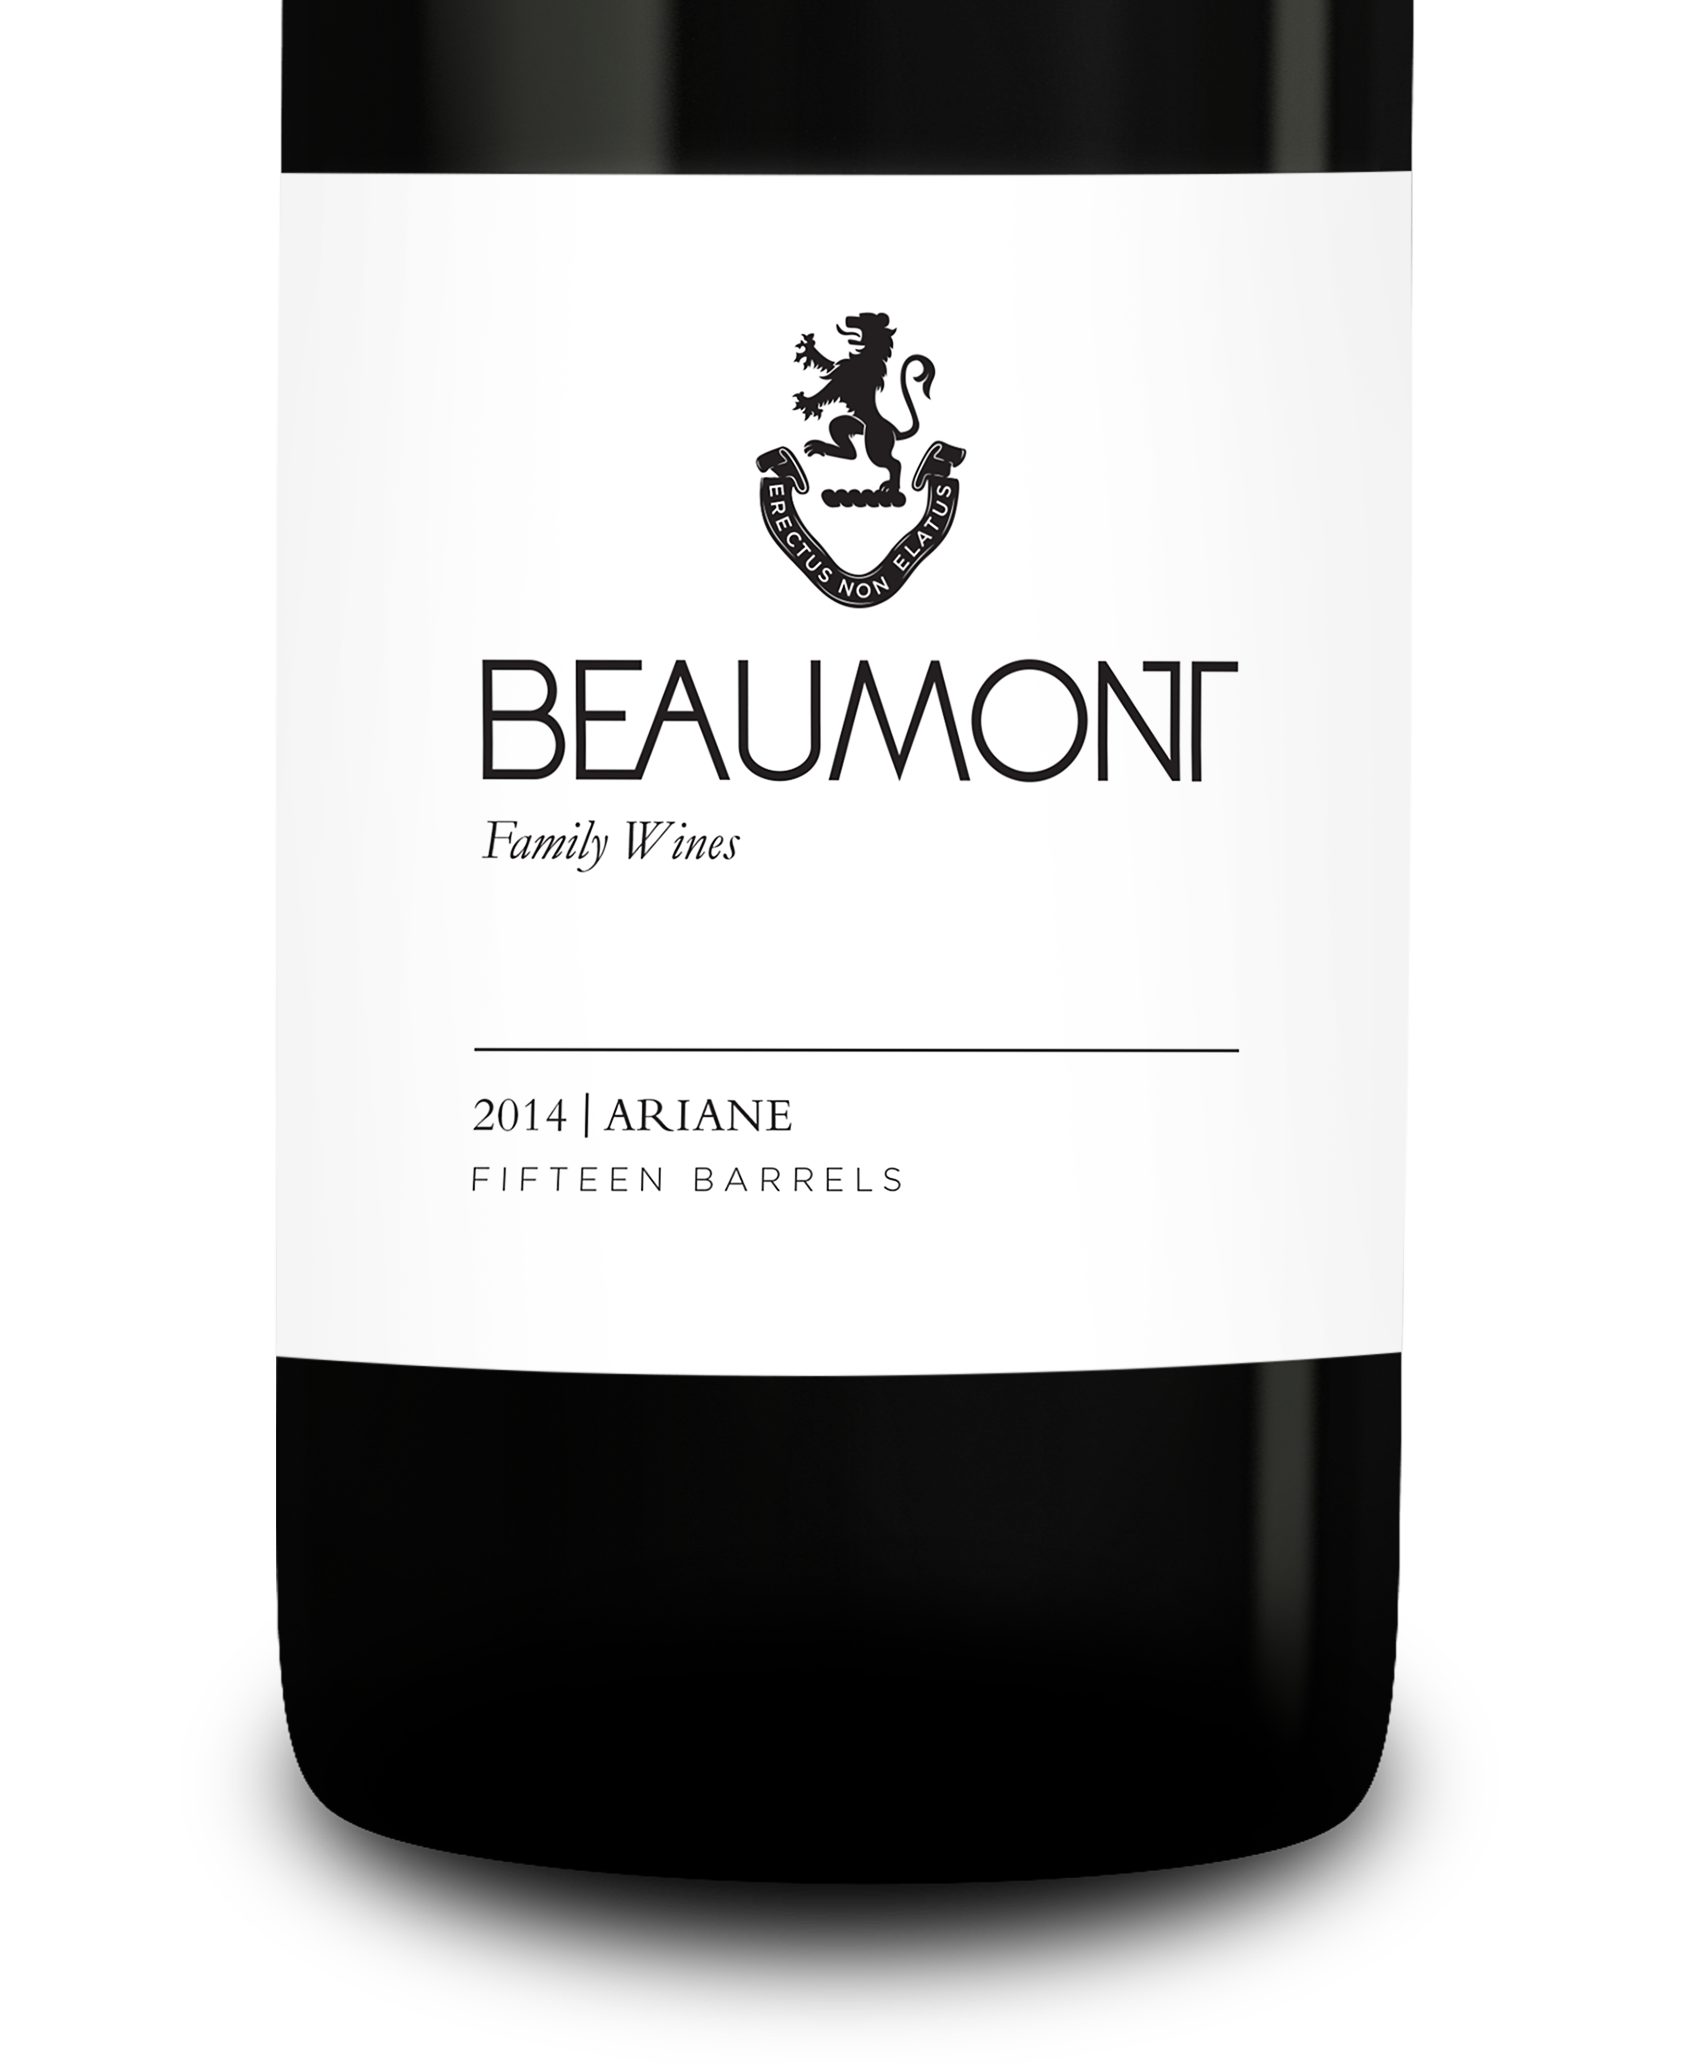 ERECTUS NON ELATUS
BEAUMONT
Family Wines
2014 | ARIANE
FIFTEEN BARRELS